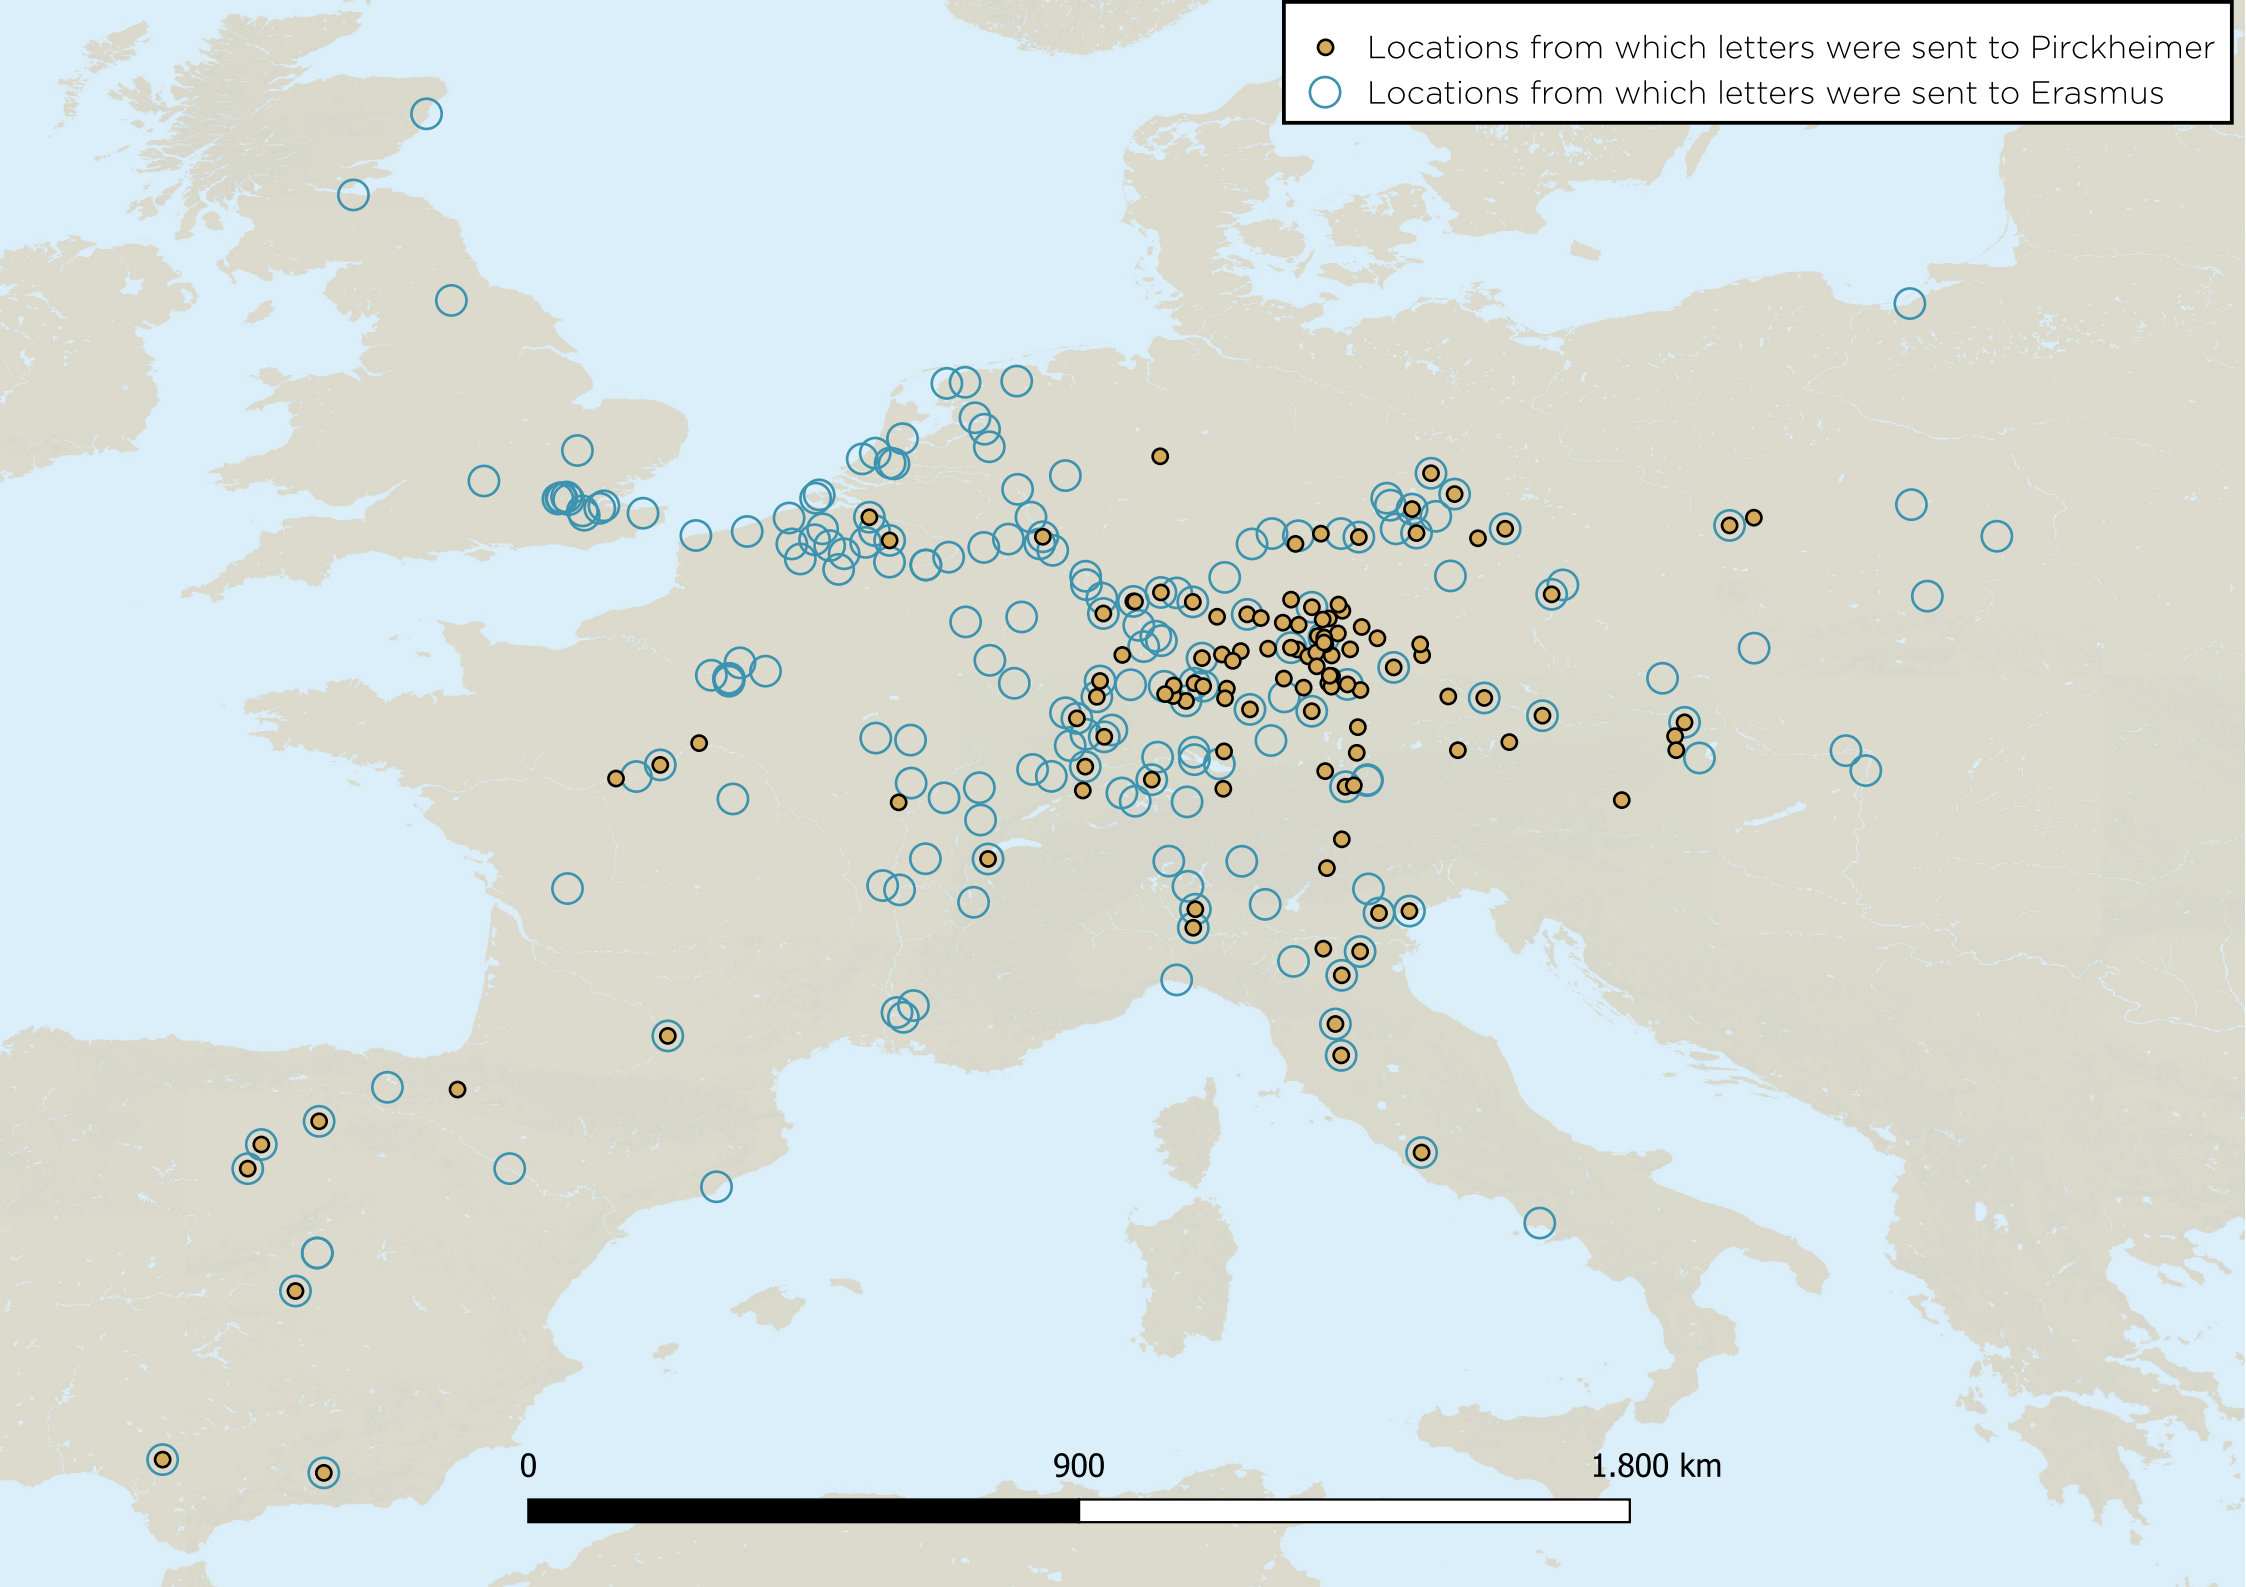 Locations from which letters were sent to Pirckheimer
Locations from which letters were sent to Erasmus
0 900 1.800 km